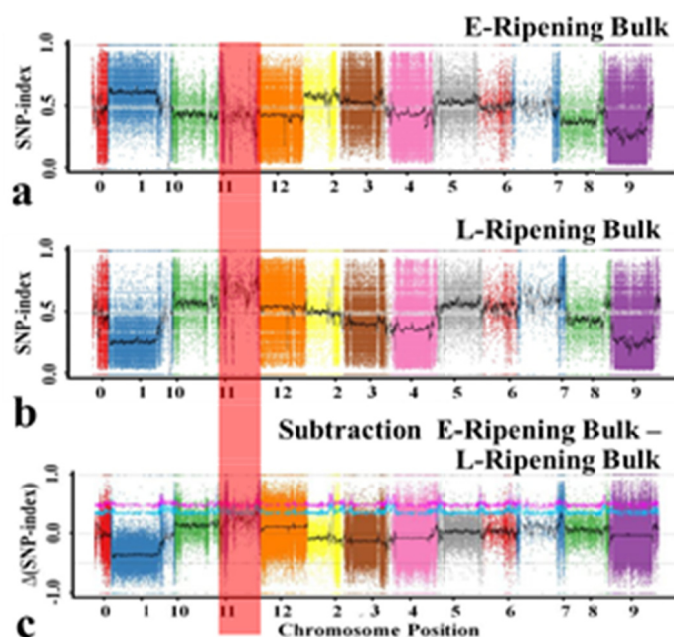 E-Ripening Bulk
SNP-index
1.0
0.5
0.0
0 1 10 11 12 2 3 4 5 6 7 8 9
a
L-Ripening Bulk
SNP-index
1.0
0.5
0.0
0 1 10 11 12 2 3 4 5 6 7 8 9
b
Subtraction E-Ripening Bulk –
L-Ripening Bulk
Δ(SNP-index)
1.0
0.0
-1.0
0 1 10 11 12 2 3 4 5 6 7 8 9
c
Chromosome Position